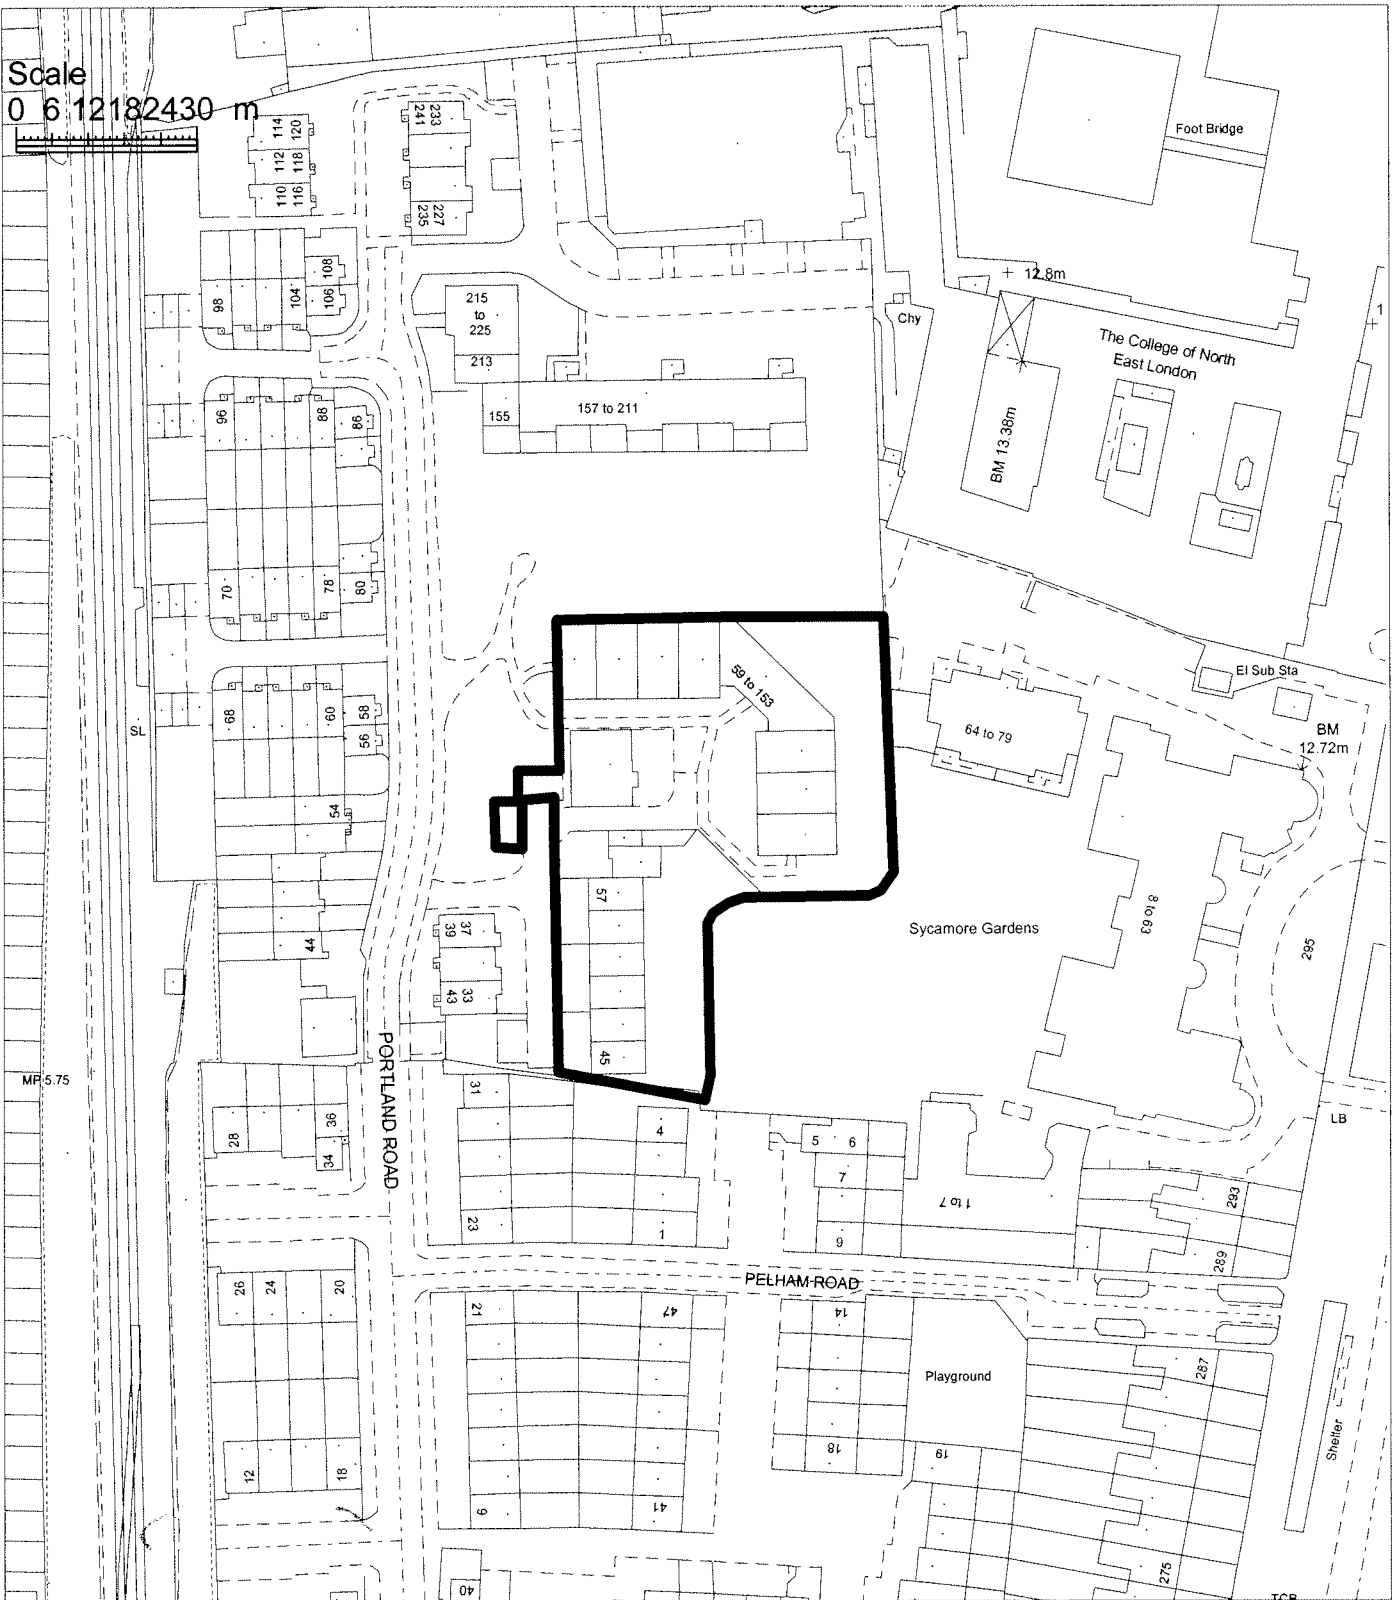 Scale
0 6 12182430 m
114 120
112 118
110 116
241 233
235 227
Foot Bridge
98
104
108
106
215
to
225
213
12.8m
1
Chy
The College of North
East London
96
88
86
155
157 to 211
BM 13.38m
70
78
80
El Sub Sta
59 to 153
68
60
58
56
SL
64 to 79
BM
12.72m
54
57
8 to 63
Sycamore Gardens
295
44
39 37
43 33
45
MP 5.75
PORTLAND ROAD
31
28
36
34
4
5 6
7
LB
23
1
9
1 to 7
293
289
PELHAM ROAD
26 24 20
21
47
14
Playground
287
12
18
18
19
Shelter
9
41
40
275
TCB